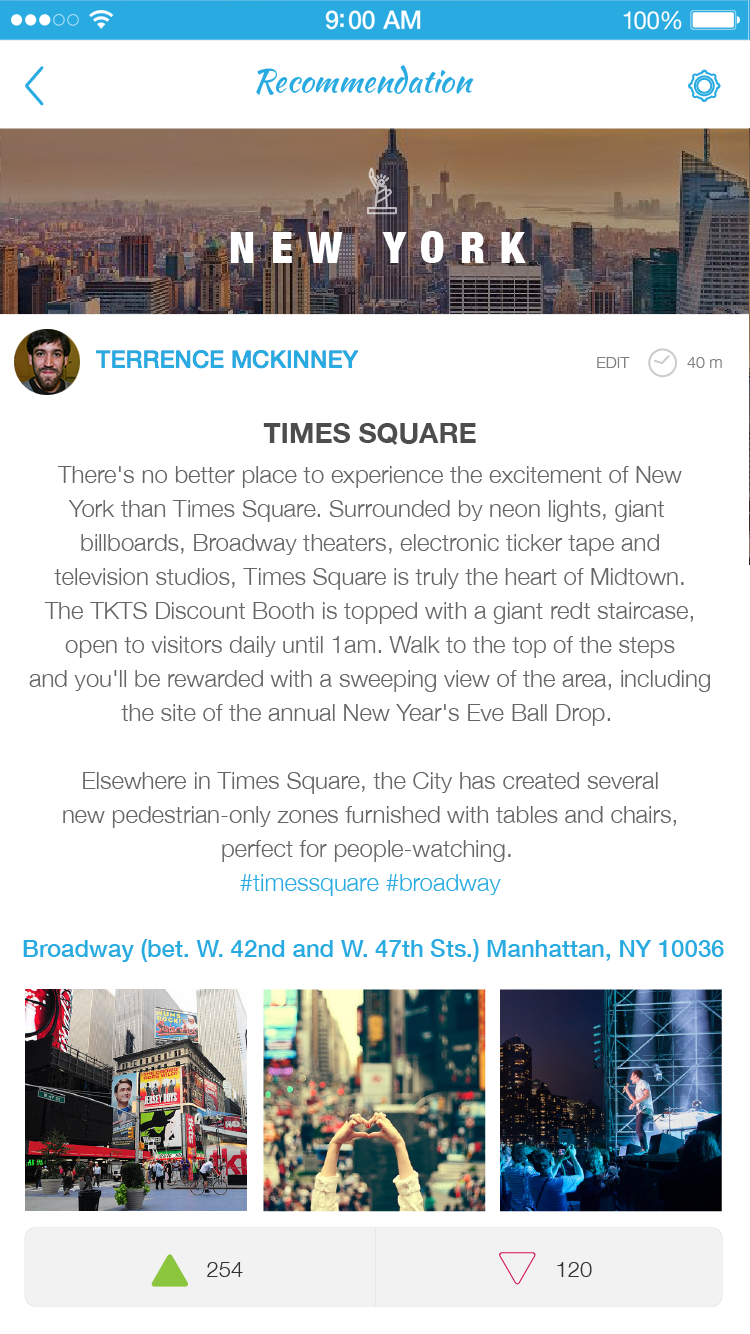 9:00 AM 100%
Recommendation
NEW YORK
TERRENCE MCKINNEY EDIT 40 m
TIMES SQUARE
There's no better place to experience the excitement of New
York than Times Square. Surrounded by neon lights, giant
billboards, Broadway theaters, electronic ticker tape and
television studios, Times Square is truly the heart of Midtown.
The TKTS Discount Booth is topped with a giant redt staircase,
open to visitors daily until 1am. Walk to the top of the steps
and you'll be rewarded with a sweeping view of the area, including
the site of the annual New Year's Eve Ball Drop.
Elsewhere in Times Square, the City has created several
new pedestrian-only zones furnished with tables and chairs,
perfect for people-watching.
#timessquare #broadway
Broadway (bet. W. 42nd and W. 47th Sts.) Manhattan, NY 10036
JERSEY BOYS
WICKED
tkts
254 120